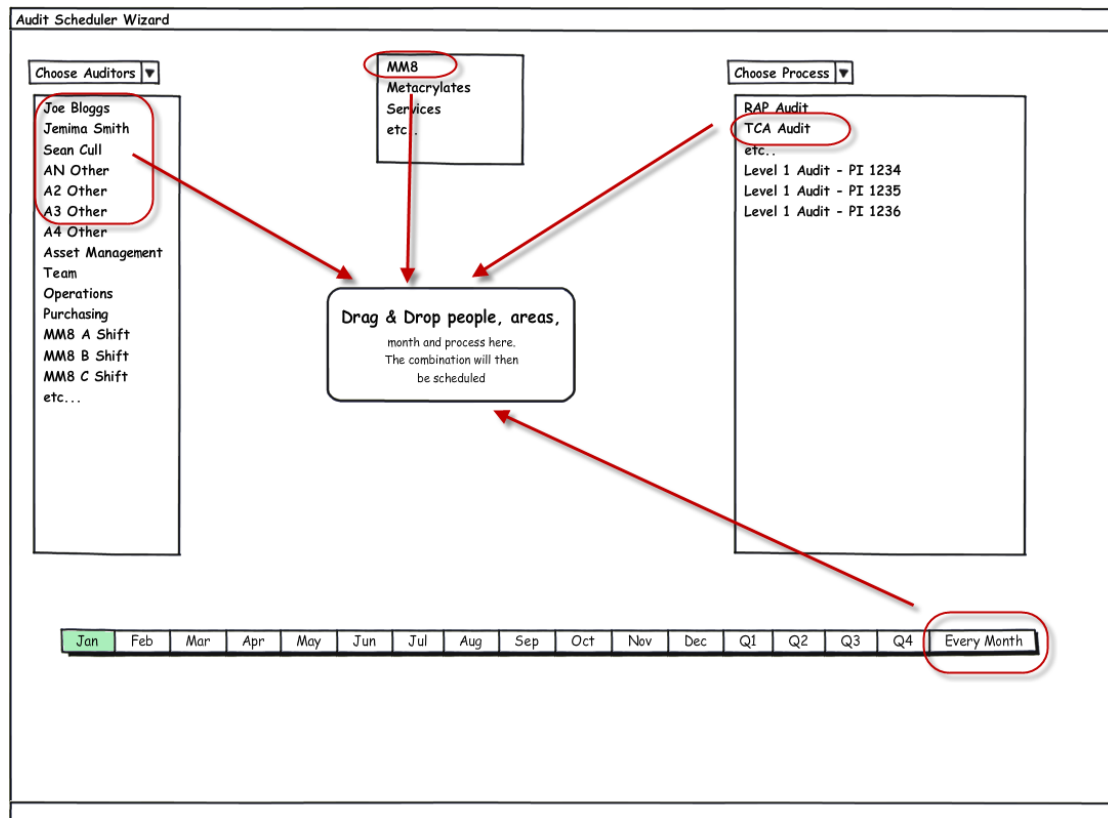 Audit Scheduler Wizard
Choose Auditors
Joe Bloggs
Jemima Smith
Sean Cull
AN Other
A2 Other
A3 Other
A4 Other
Asset Management
Team
Operations
Purchasing
MM8 A Shift
MM8 B Shift
MM8 C Shift
etc...
MM8
Metacrylates
Services
etc..
Choose Process
RAP Audit
TCA Audit
etc..
Level 1 Audit - PI 1234
Level 1 Audit - PI 1235
Level 1 Audit - PI 1236
Drag & Drop people, areas,
month and process here.
The combination will then
be scheduled
Jan Feb Mar Apr May Jun Jul Aug Sep Oct Nov Dec Q1 Q2 Q3 Q4 Every Month